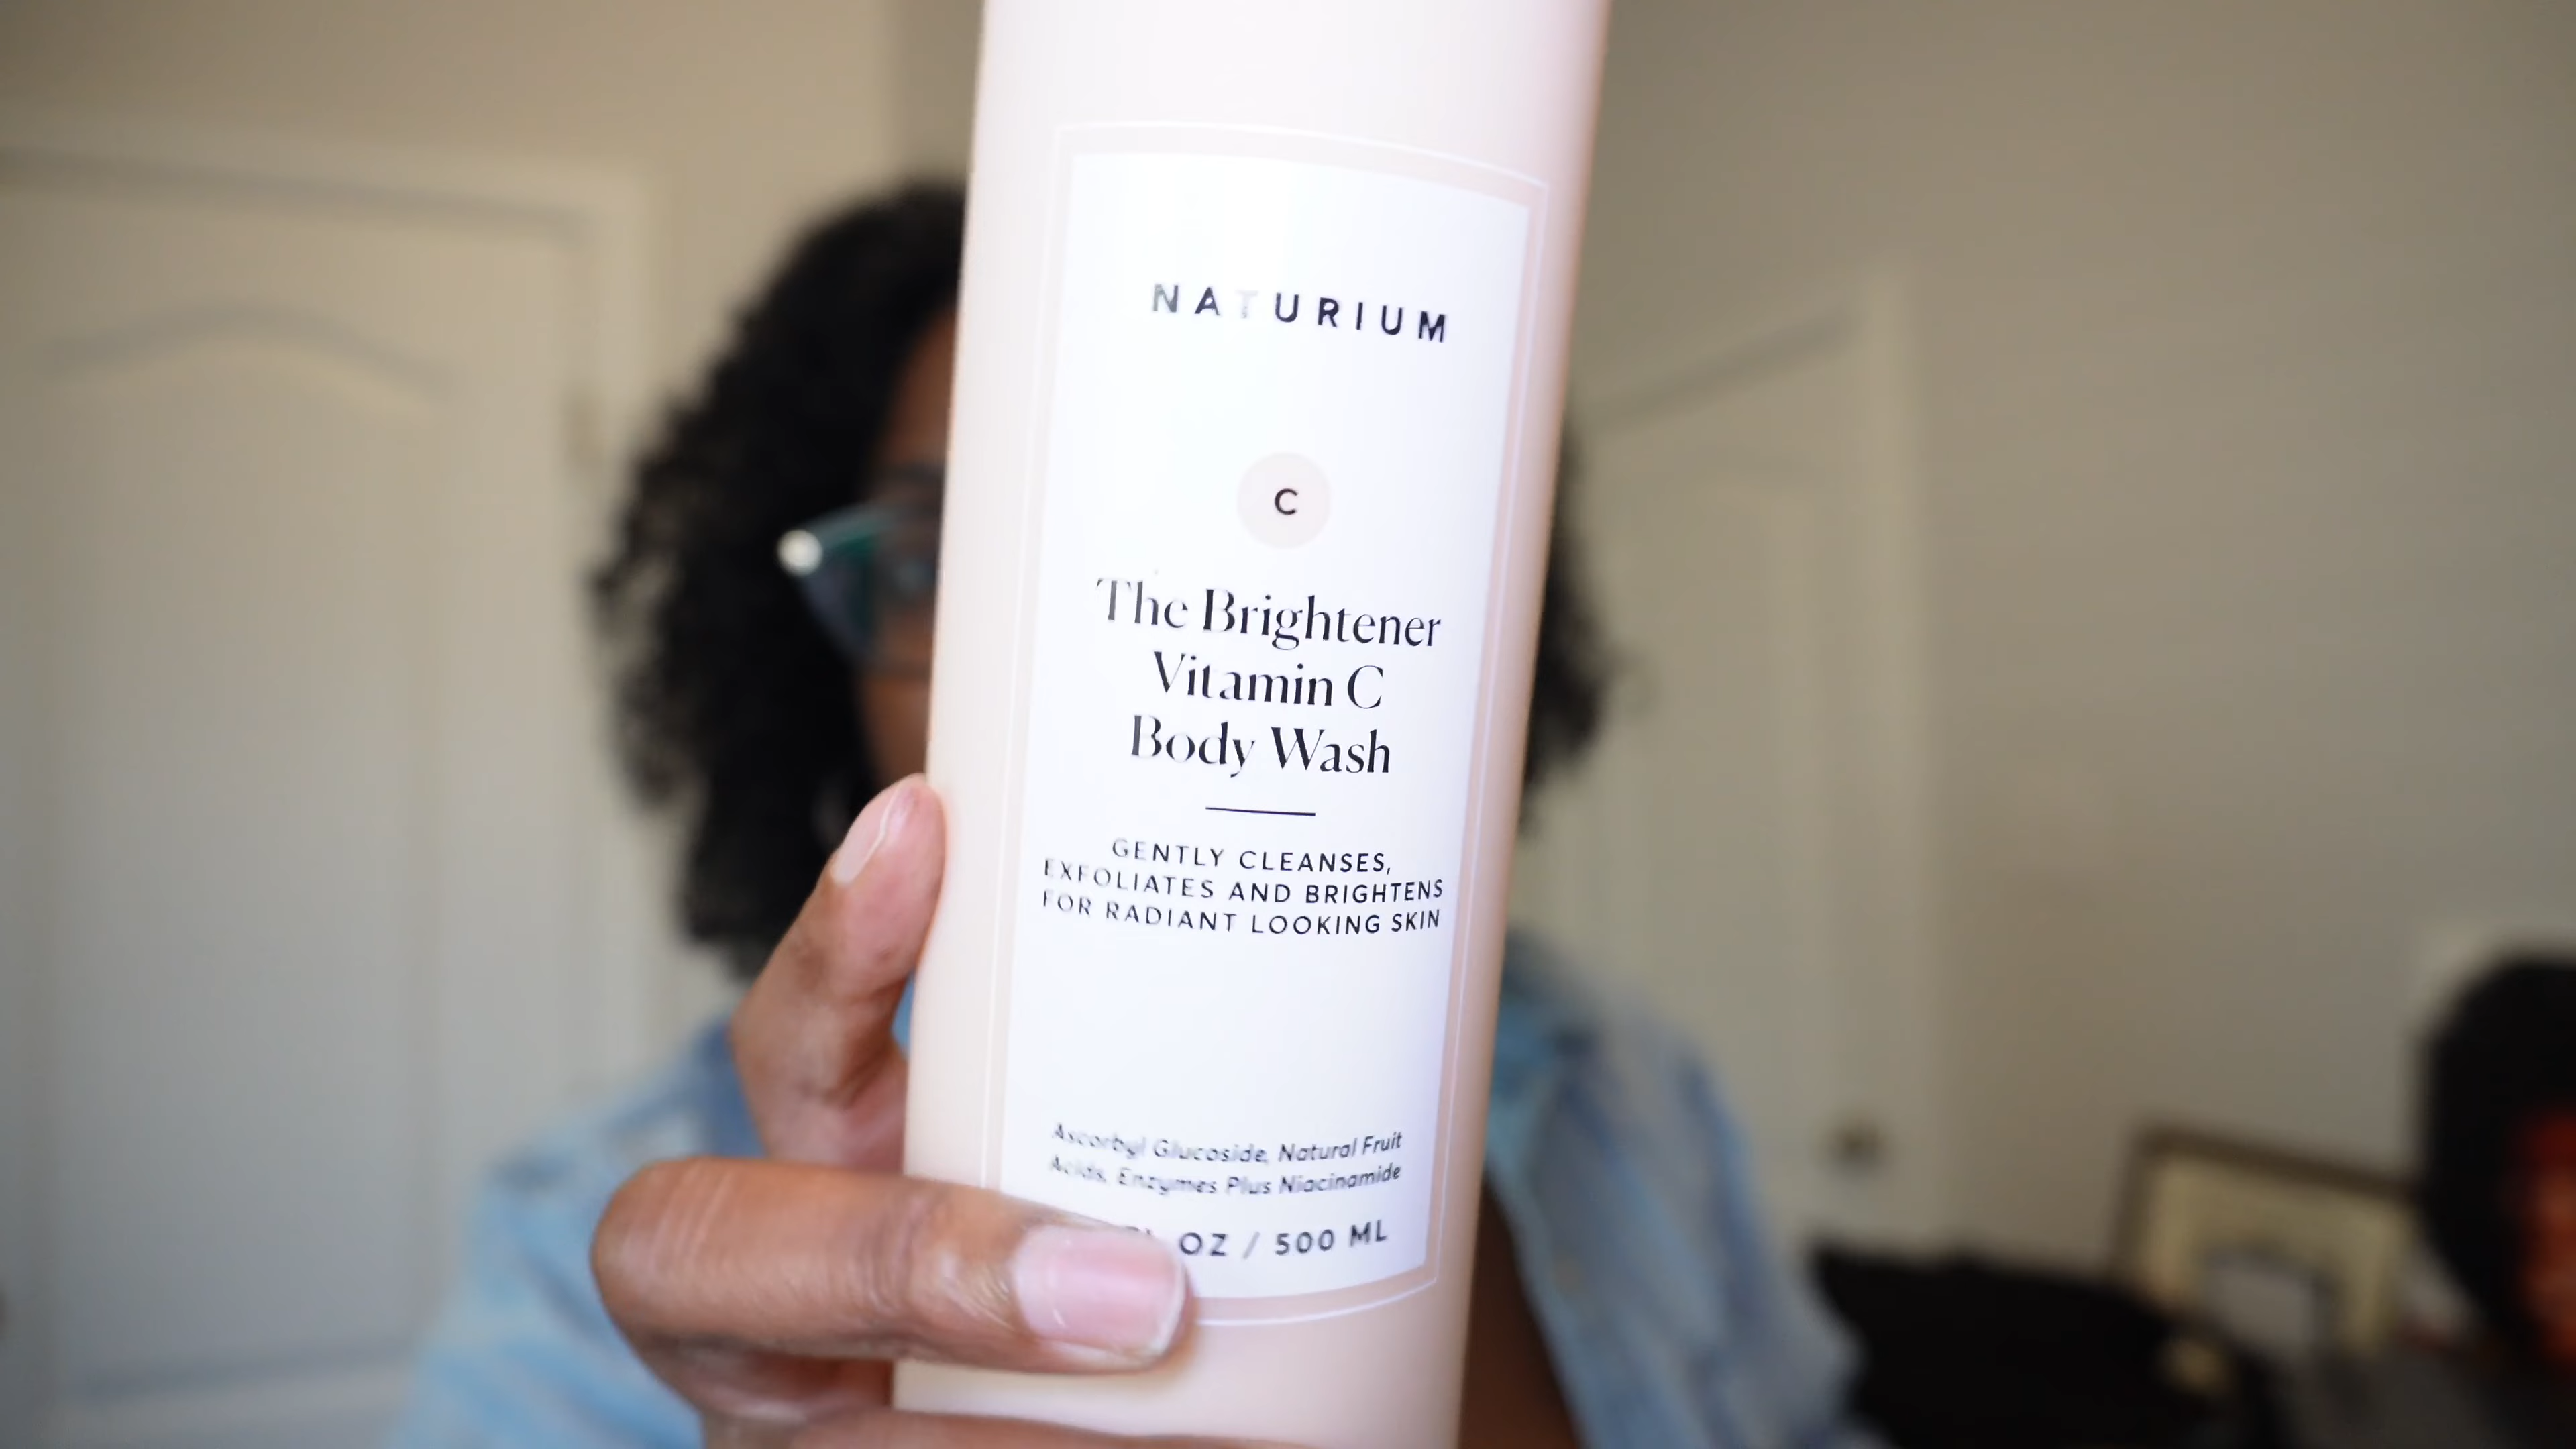 NATURIUM
C
The Brightener
Vitamin C
Body Wash
GENTLY CLEANSES,
EXFOLIATES AND BRIGHTENS
FOR RADIANT LOOKING SKIN
Ascorbyl Glucoside, Natural Fruit
Acids, Enzymes Plus Niacinamide
OZ / 500 ML